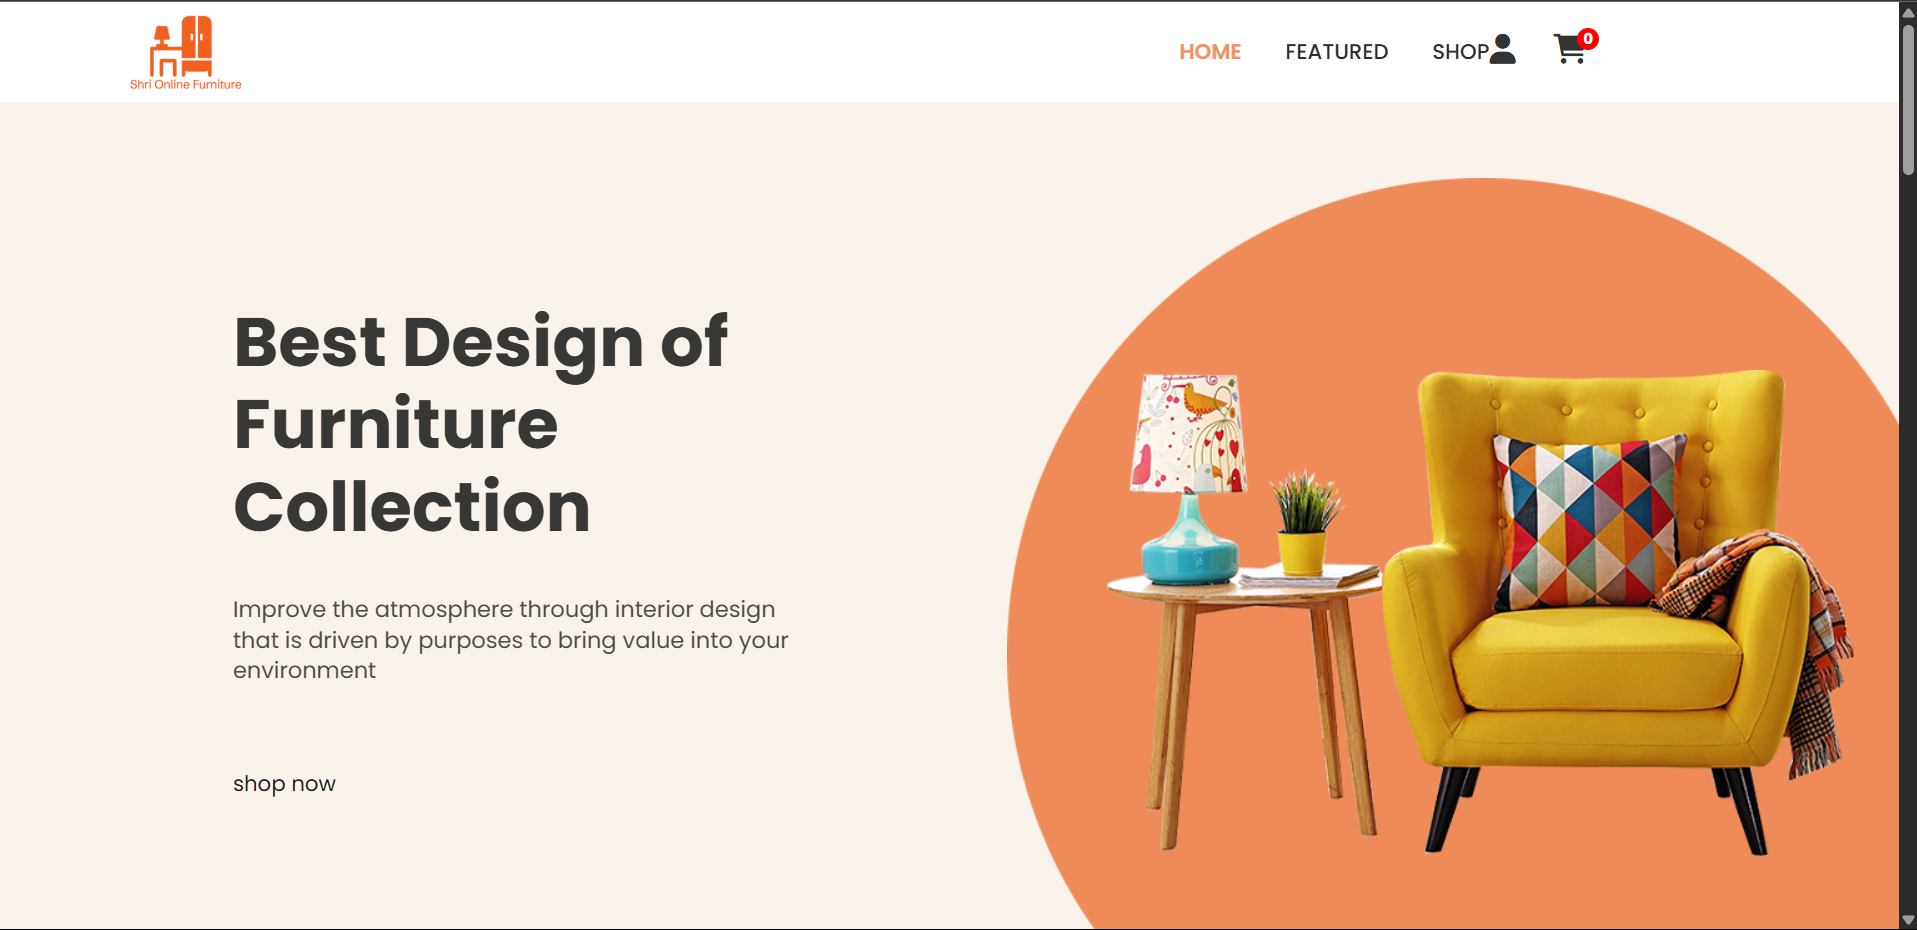 Shri Online Furniture
HOME FEATURED SHOP 0
Best Design of
Furniture
Collection
Improve the atmosphere through interior design
that is driven by purposes to bring value into your
environment
shop now